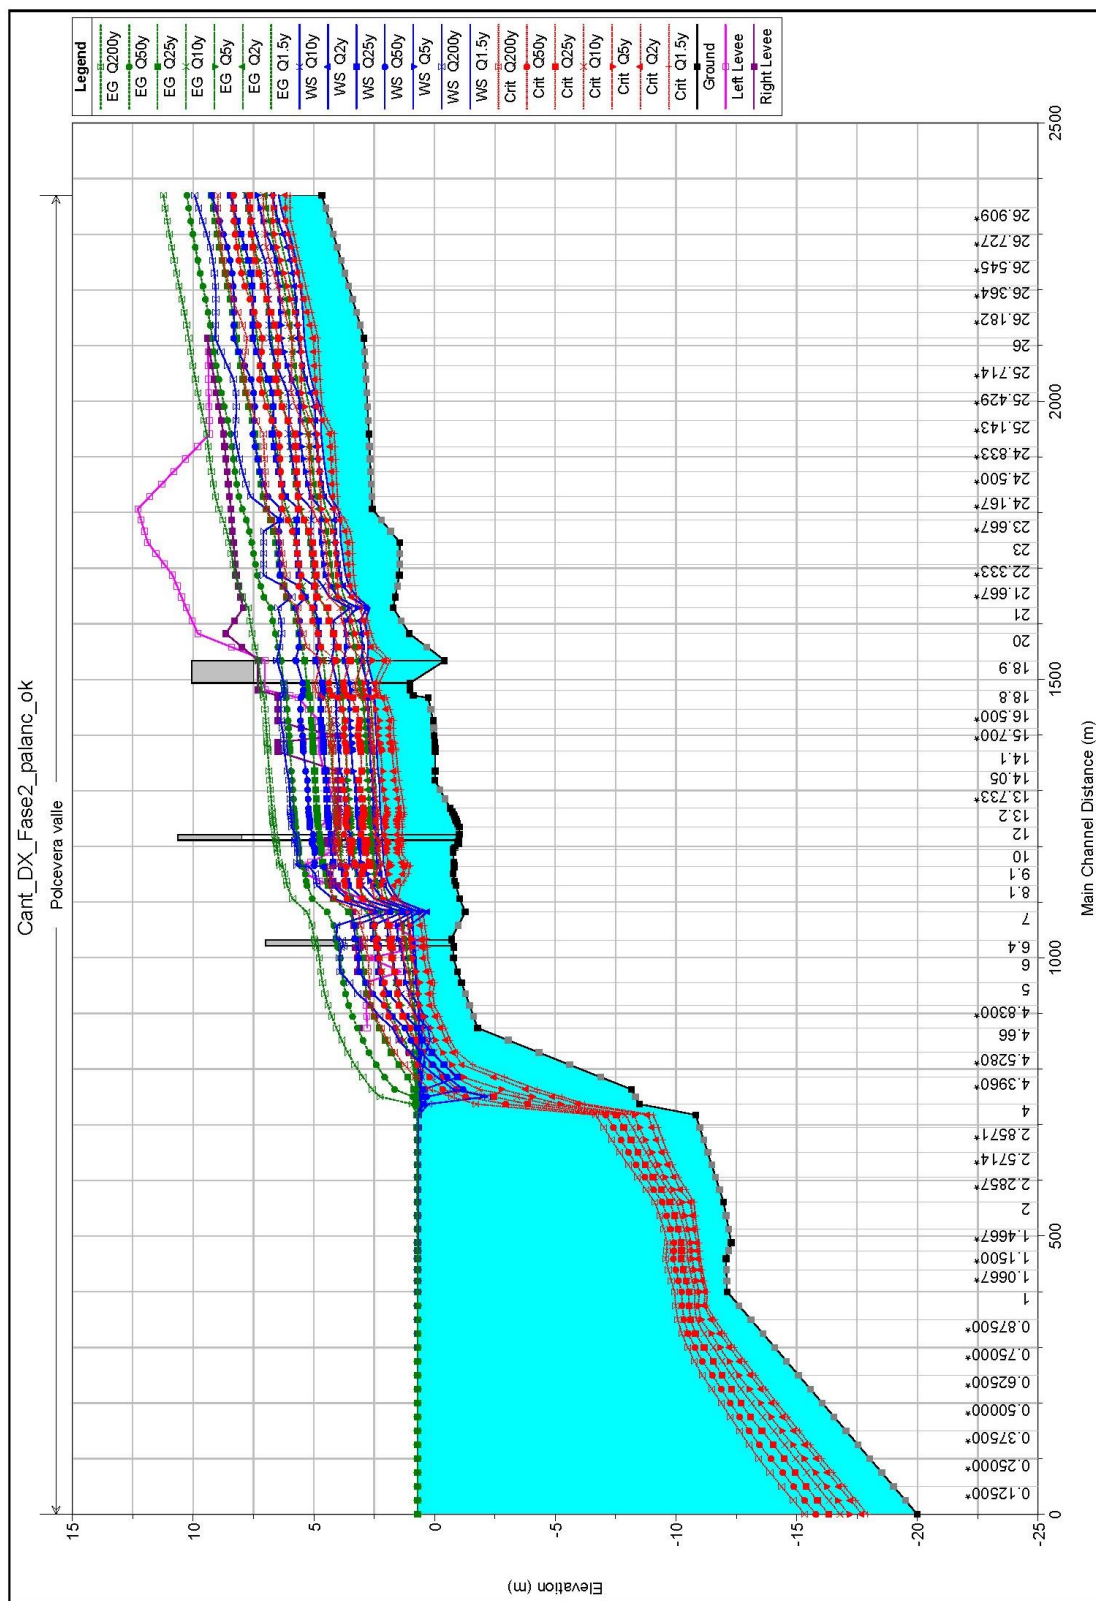 Cant_DX_Fase2_palanc_ok
Polcevera valle
Legend
EG Q200y
EG Q50y
EG Q25y
EG Q10y
EG Q5y
EG Q2y
EG Q1.5y
WS Q10y
WS Q2y
WS Q25y
WS Q50y
WS Q5y
WS Q200y
WS Q1.5y
Crit Q200y
Crit Q50y
Crit Q25y
Crit Q10y
Crit Q5y
Crit Q2y
Crit Q1.5y
Ground
Left Levee
Right Levee
15
10
5
0
-5
-10
-15
-20
-25
Elevation (m)
0.12500*
0.25000*
0.37500*
0.50000*
0.62500*
0.75000*
0.87500*
1
1.0667*
1.1500*
1.4667*
2
2.2857*
2.5714*
2.8571*
4
4.3960*
4.5280*
4.66
4.8300*
5
6
6.4
7
8.1
9.1
10
12
13.2
13.733*
14.05
14.1
15.700*
16.500*
18.8
18.9
20
21
21.667*
22.333*
23
23.667*
24.167*
24.500*
24.833*
25.143*
25.429*
25.714*
26
26.182*
26.364*
26.545*
26.727*
26.909*
0
500
1000
1500
2000
2500
Main Channel Distance (m)